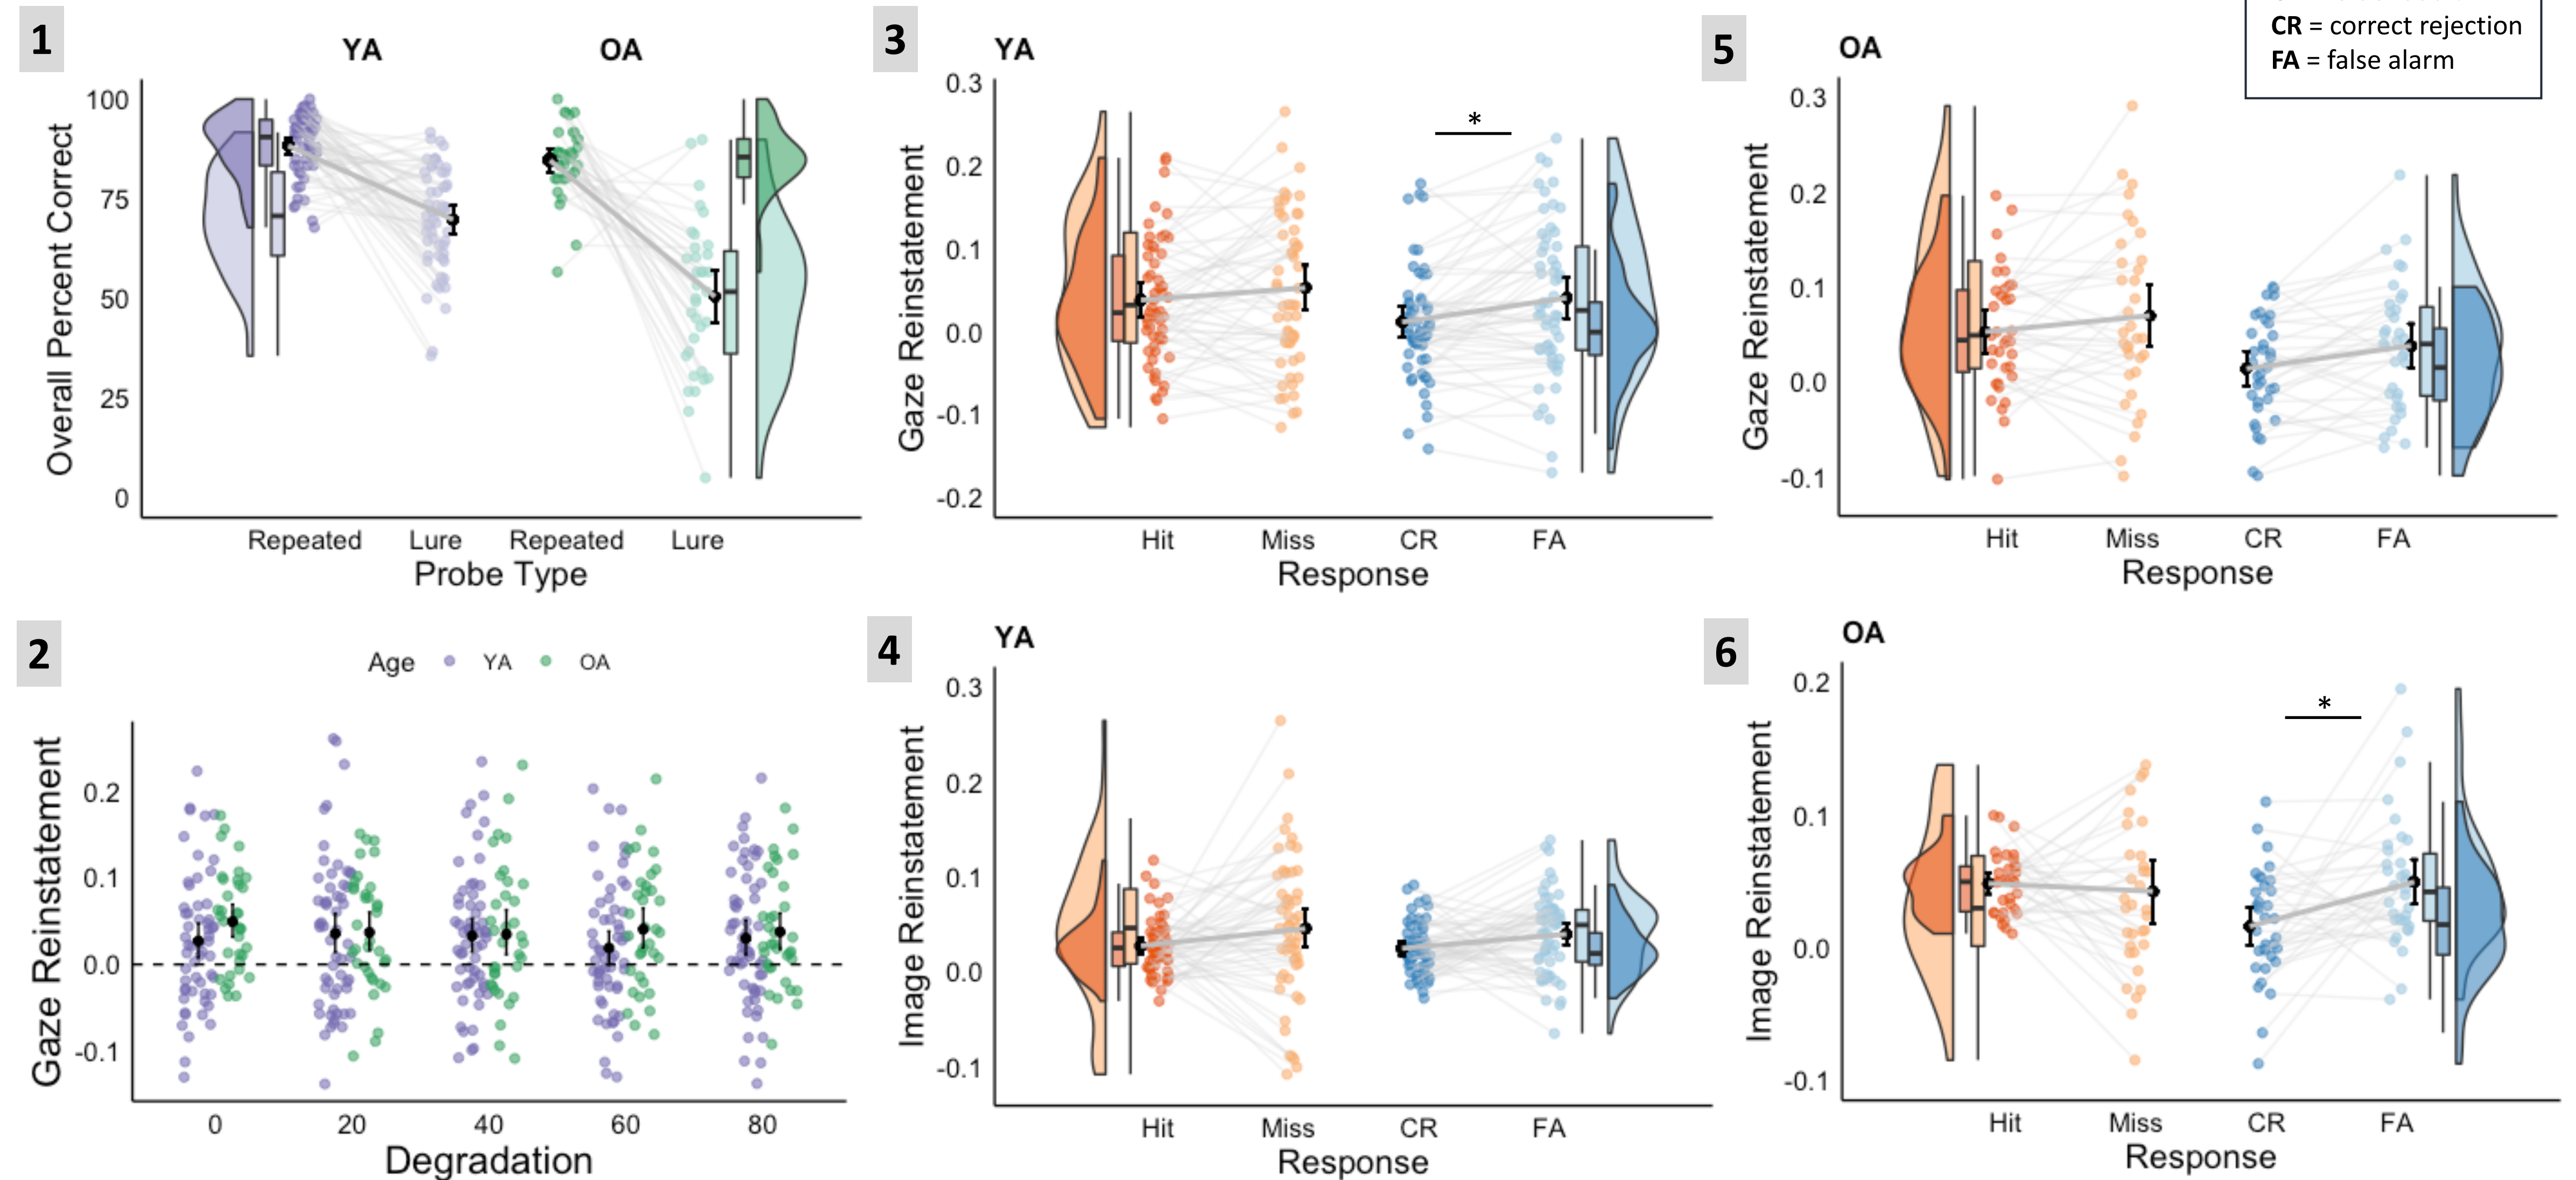 1
YA
OA
100
75
50
25
0
Overall Percent Correct
Repeated
Lure
Repeated
Lure
Probe Type
3
YA
0.3
0.2
0.1
0.0
-0.1
-0.2
Gaze Reinstatement
*
Hit
Miss
CR
FA
Response
5
OA
0.3
0.2
0.1
0.0
-0.1
Gaze Reinstatement
Hit
Miss
CR
FA
Response
CR = correct rejection
FA = false alarm
2
Age
YA
OA
0.2
0.1
0.0
-0.1
Gaze Reinstatement
0
20
40
60
80
Degradation
4
YA
0.3
0.2
0.1
0.0
-0.1
Image Reinstatement
Hit
Miss
CR
FA
Response
6
OA
0.2
0.1
0.0
-0.1
Image Reinstatement
*
Hit
Miss
CR
FA
Response